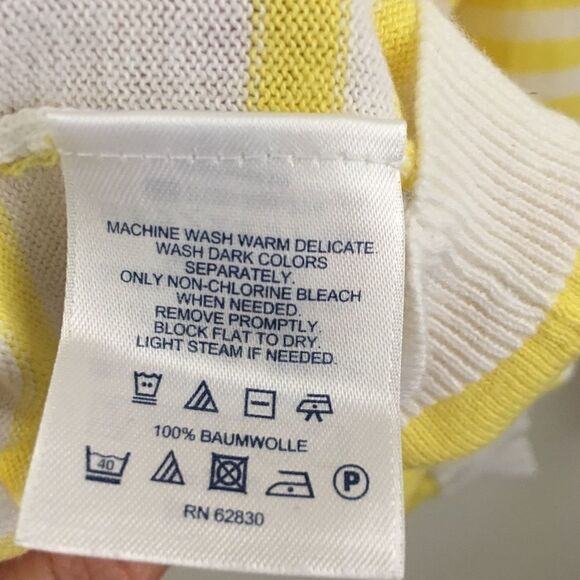 MACHINE WASH WARM DELICATE.
WASH DARK COLORS
SEPARATELY.
ONLY NON-CHLORINE BLEACH
WHEN NEEDED.
REMOVE PROMPTLY.
BLOCK FLAT TO DRY.
LIGHT STEAM IF NEEDED.
100% BAUMWOLLE
40
P
RN 62830